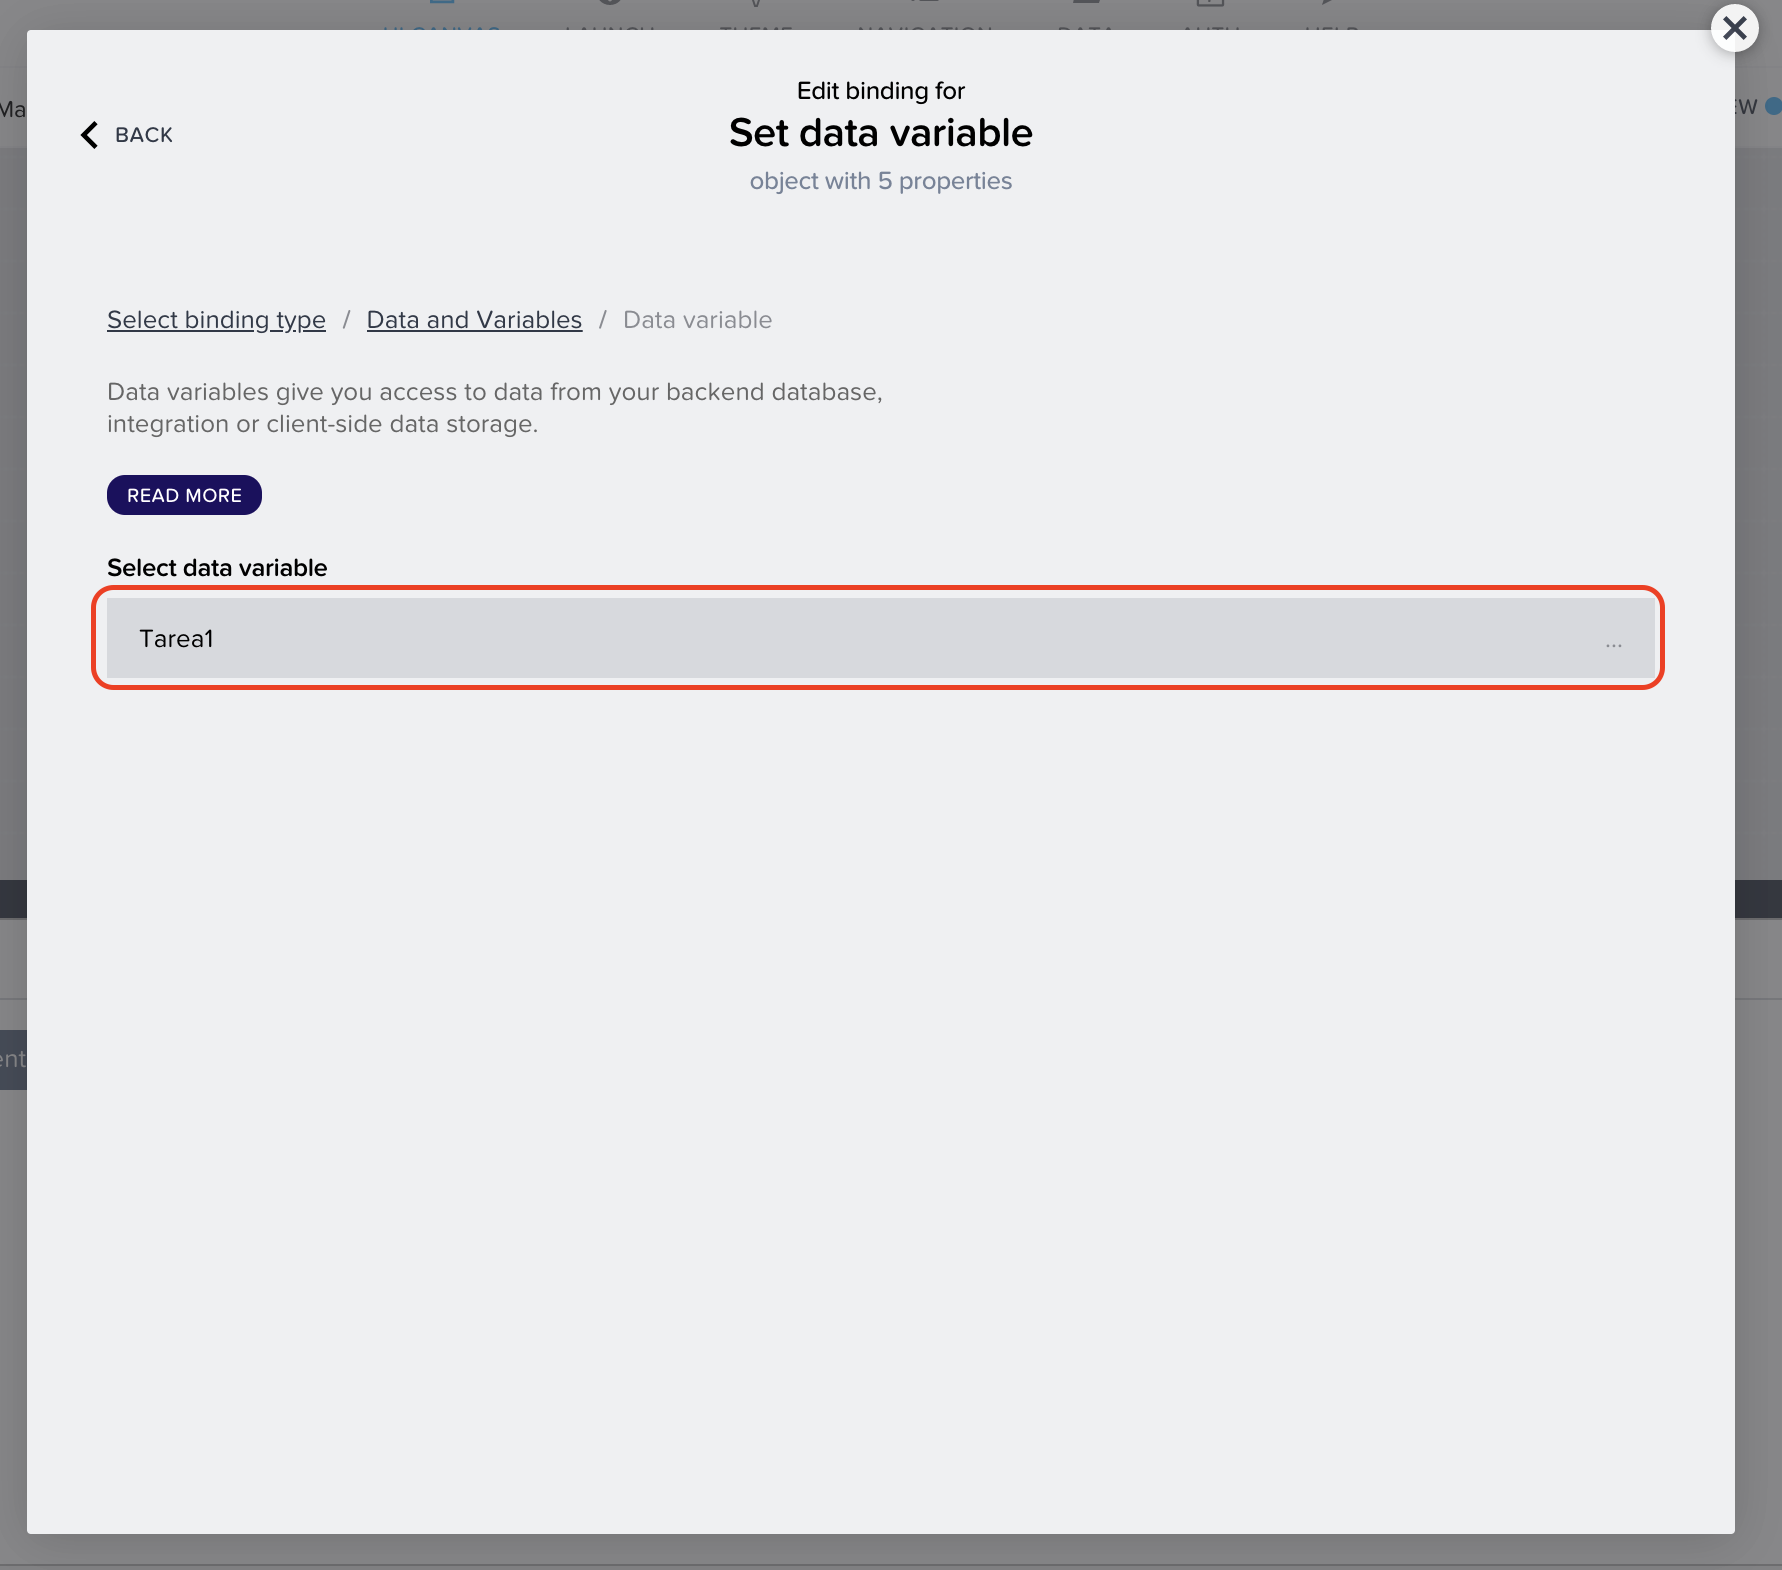 Edit binding for
BACK
Set data variable
object with 5 properties
Select binding type / Data and Variables / Data variable
Data variables give you access to data from your backend database,
integration or client-side data storage.
READ MORE
Select data variable
Tarea1
...